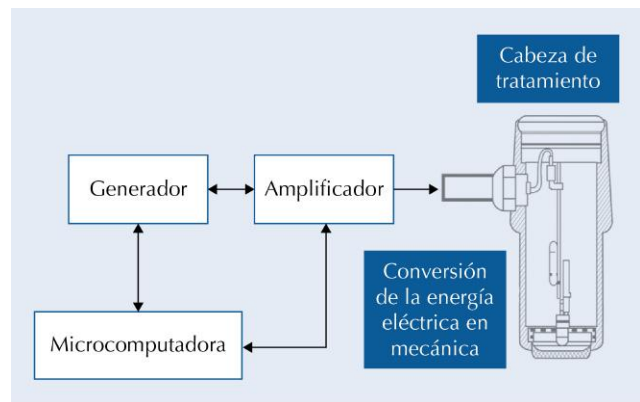 Cabeza de
tratamiento
Generador
Amplificador
Conversión
de la energía
eléctrica en
mecánica
Microcomputadora